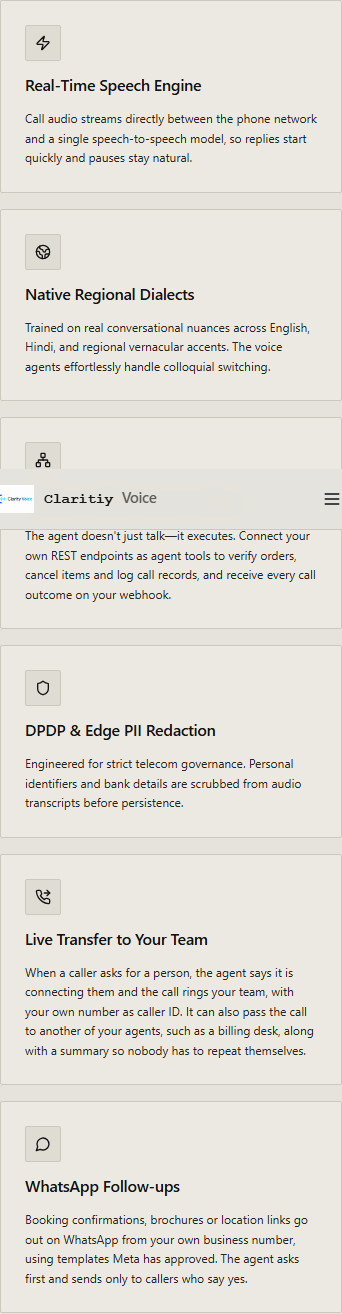 Real-Time Speech Engine
Call audio streams directly between the phone network
and a single speech-to-speech model, so replies start
quickly and pauses stay natural.
Native Regional Dialects
Trained on real conversational nuances across English,
Hindi, and regional vernacular accents. The voice
agents effortlessly handle colloquial switching.
Clarity Voice
Claritiy Voice
The agent doesn't just talk—it executes. Connect your
own REST endpoints as agent tools to verify orders,
cancel items and log call records, and receive every call
outcome on your webhook.
DPDP & Edge PII Redaction
Engineered for strict telecom governance. Personal
identifiers and bank details are scrubbed from audio
transcripts before persistence.
Live Transfer to Your Team
When a caller asks for a person, the agent says it is
connecting them and the call rings your team, with
your own number as caller ID. It can also pass the call
to another of your agents, such as a billing desk, along
with a summary so nobody has to repeat themselves.
WhatsApp Follow-ups
Booking confirmations, brochures or location links go
out on WhatsApp from your own business number,
using templates Meta has approved. The agent asks
first and sends only to callers who say yes.